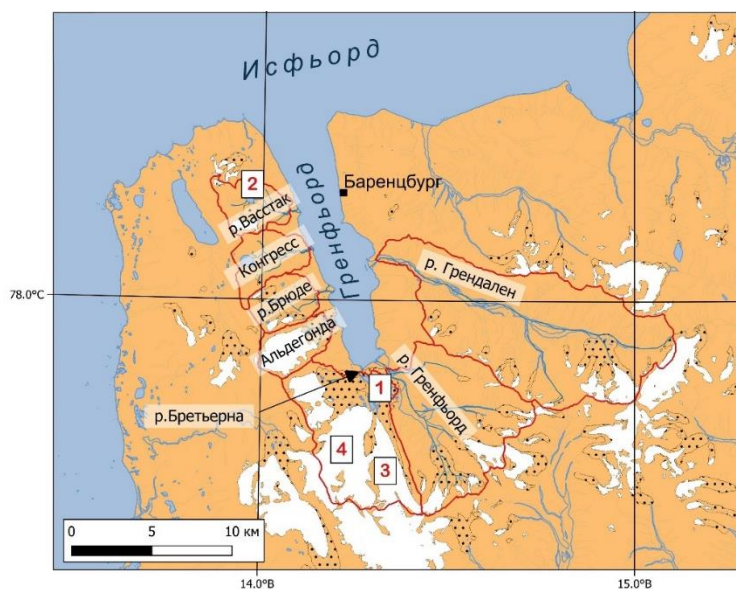 Исфьорд
Гренфьорд
Баренцбург
2
р.Васстак
Конгресс
р. Грендален
78.0°С
р.Брюде
Альдегонда
р. Гренфьорд
1
р.Бретьерна
4
3
0 5 10 км
14.0°В 15.0°В